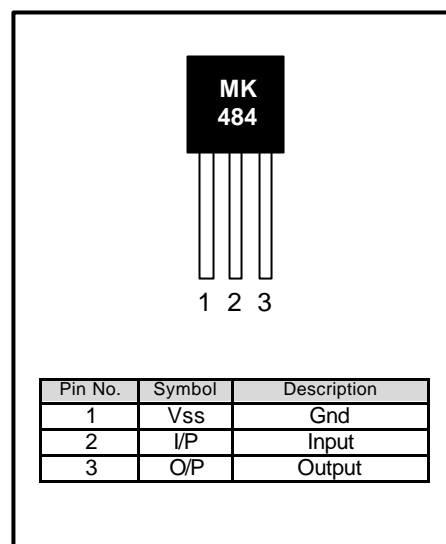 MK
484
1 2 3
Pin No. Symbol Description
1 Vss Gnd
2 I/P Input
3 O/P Output